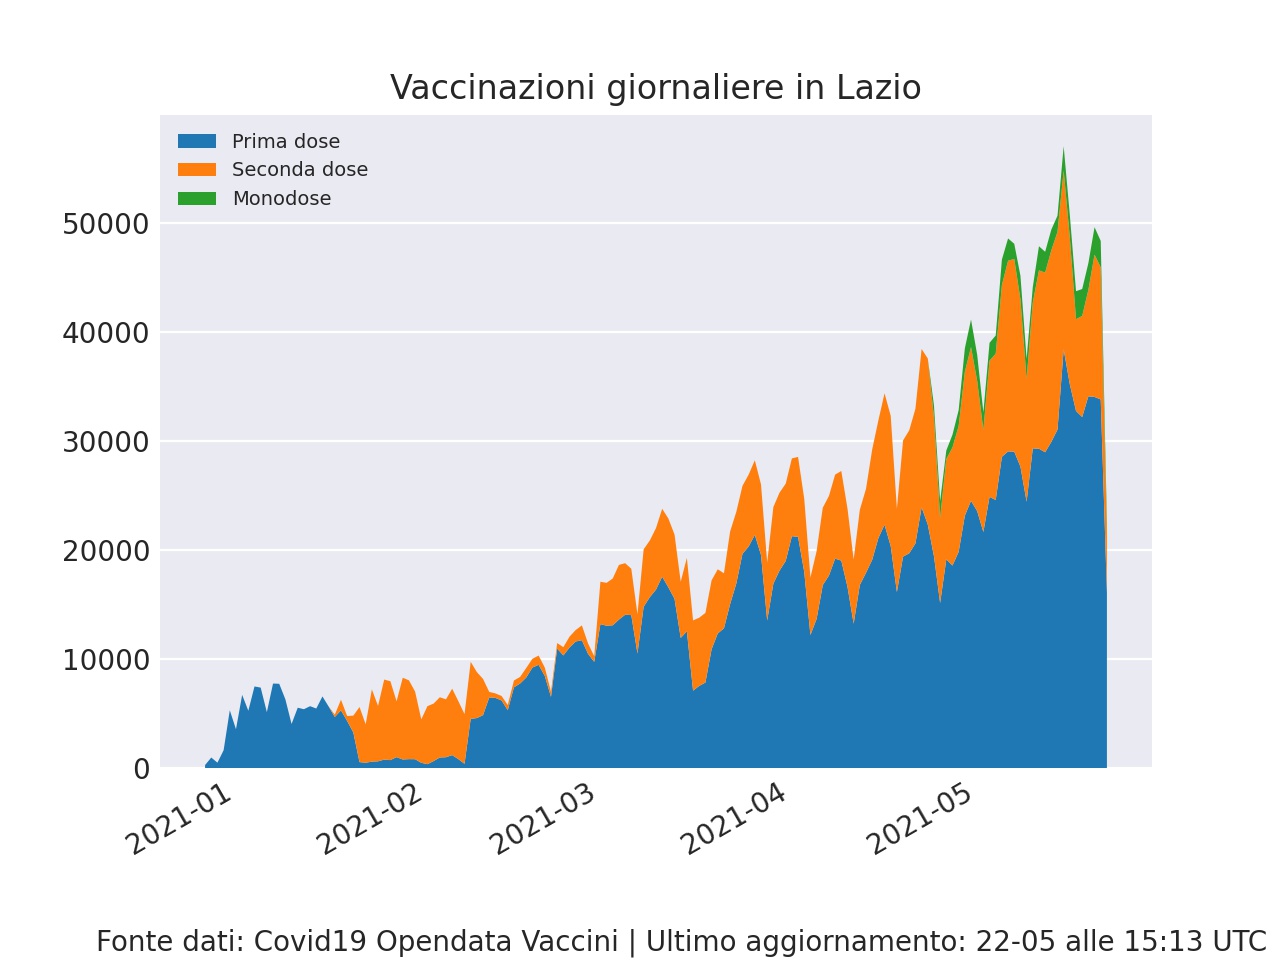 Vaccinazioni giornaliere in Lazio
Prima dose
Seconda dose
Monodose
50000
40000
30000
20000
10000
0
2021-01
2021-02
2021-03
2021-04
2021-05
Fonte dati: Covid19 Opendata Vaccini | Ultimo aggiornamento: 22-05 alle 15:13 UTC